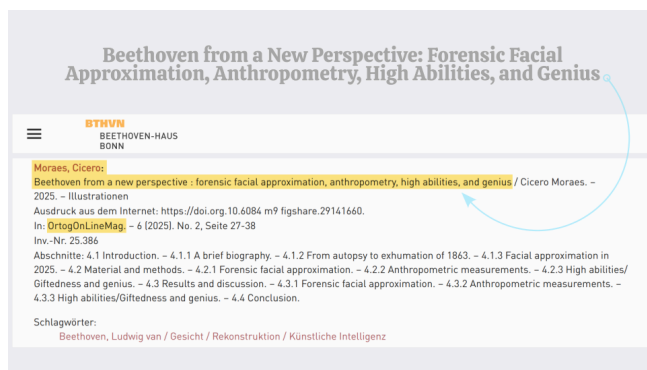 Beethoven from a New Perspective: Forensic Facial
Approximation, Anthropometry, High Abilities, and Genius
BTHVN
BEETHOVEN-HAUS
BONN
Moraes, Cicero:
Beethoven from a new perspective : forensic facial approximation, anthropometry, high abilities, and genius / Cicero Moraes. –
2025. – Illustrationen
Ausdruck aus dem Internet: https://doi.org.10.6084 m9 figshare.29141660.
In: OrtogOnLineMag. – 6 (2025). No. 2, Seite 27-38
Inv.-Nr. 25.386
Abschnitte: 4.1 Introduction. – 4.1.1 A brief biography. – 4.1.2 From autopsy to exhumation of 1863. – 4.1.3 Facial approximation in
2025. – 4.2 Material and methods. – 4.2.1 Forensic facial approximation. – 4.2.2 Anthropometric measurements. – 4.2.3 High abilities/
Giftedness and genius. – 4.3 Results and discussion. – 4.3.1 Forensic facial approximation. – 4.3.2 Anthropometric measurements. –
4.3.3 High abilities/Giftedness and genius. – 4.4 Conclusion.
Schlagwörter:
Beethoven, Ludwig van / Gesicht / Rekonstruktion / Künstliche Intelligenz